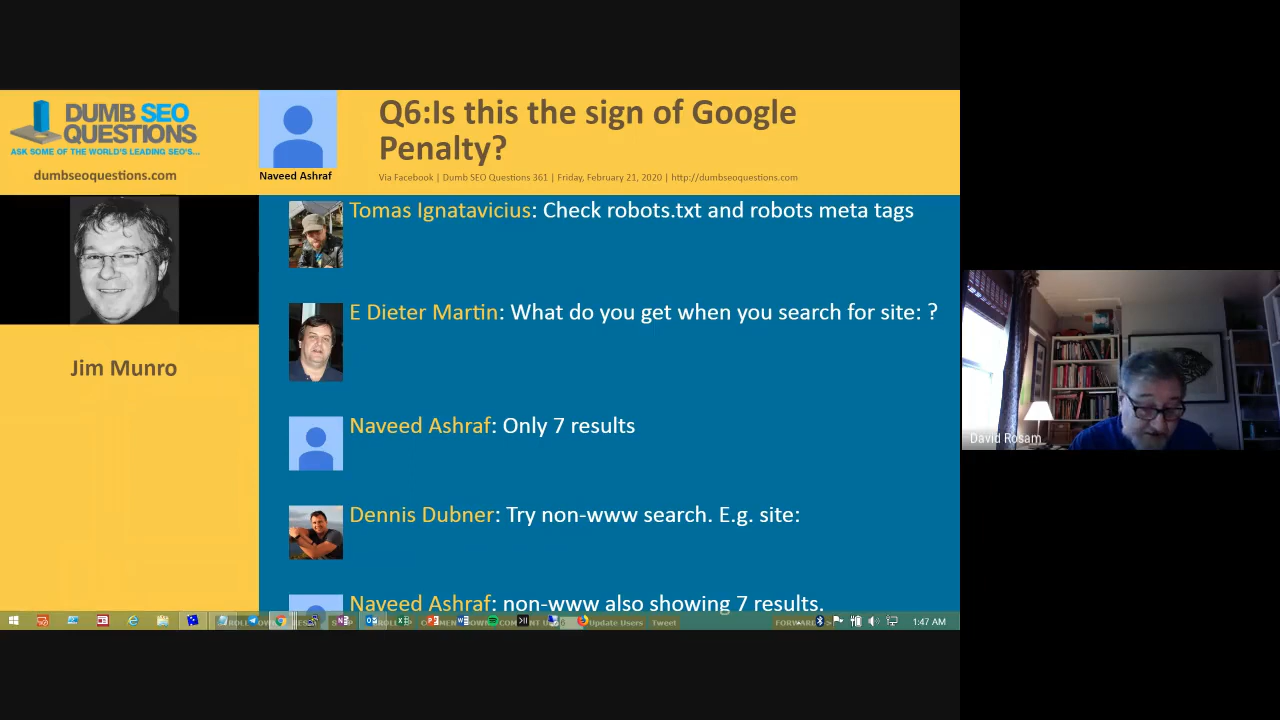 DUMB SEO
QUESTIONS
ASK SOME OF THE WORLD'S LEADING SEO'S...
dumbseoquestions.com
Naveed Ashraf
Q6:Is this the sign of Google
Penalty?
Via Facebook | Dumb SEO Questions 361 | Friday, February 21, 2020 | http://dumbseoquestions.com
Jim Munro
Tomas Ignatavicius: Check robots.txt and robots meta tags
E Dieter Martin: What do you get when you search for site: ?
Naveed Ashraf: Only 7 results
Dennis Dubner: Try non-www search. E.g. site:
Naveed Ashraf: non-www also showing 7 results.
David Rosam
Update Users
Tweet
1:47 AM